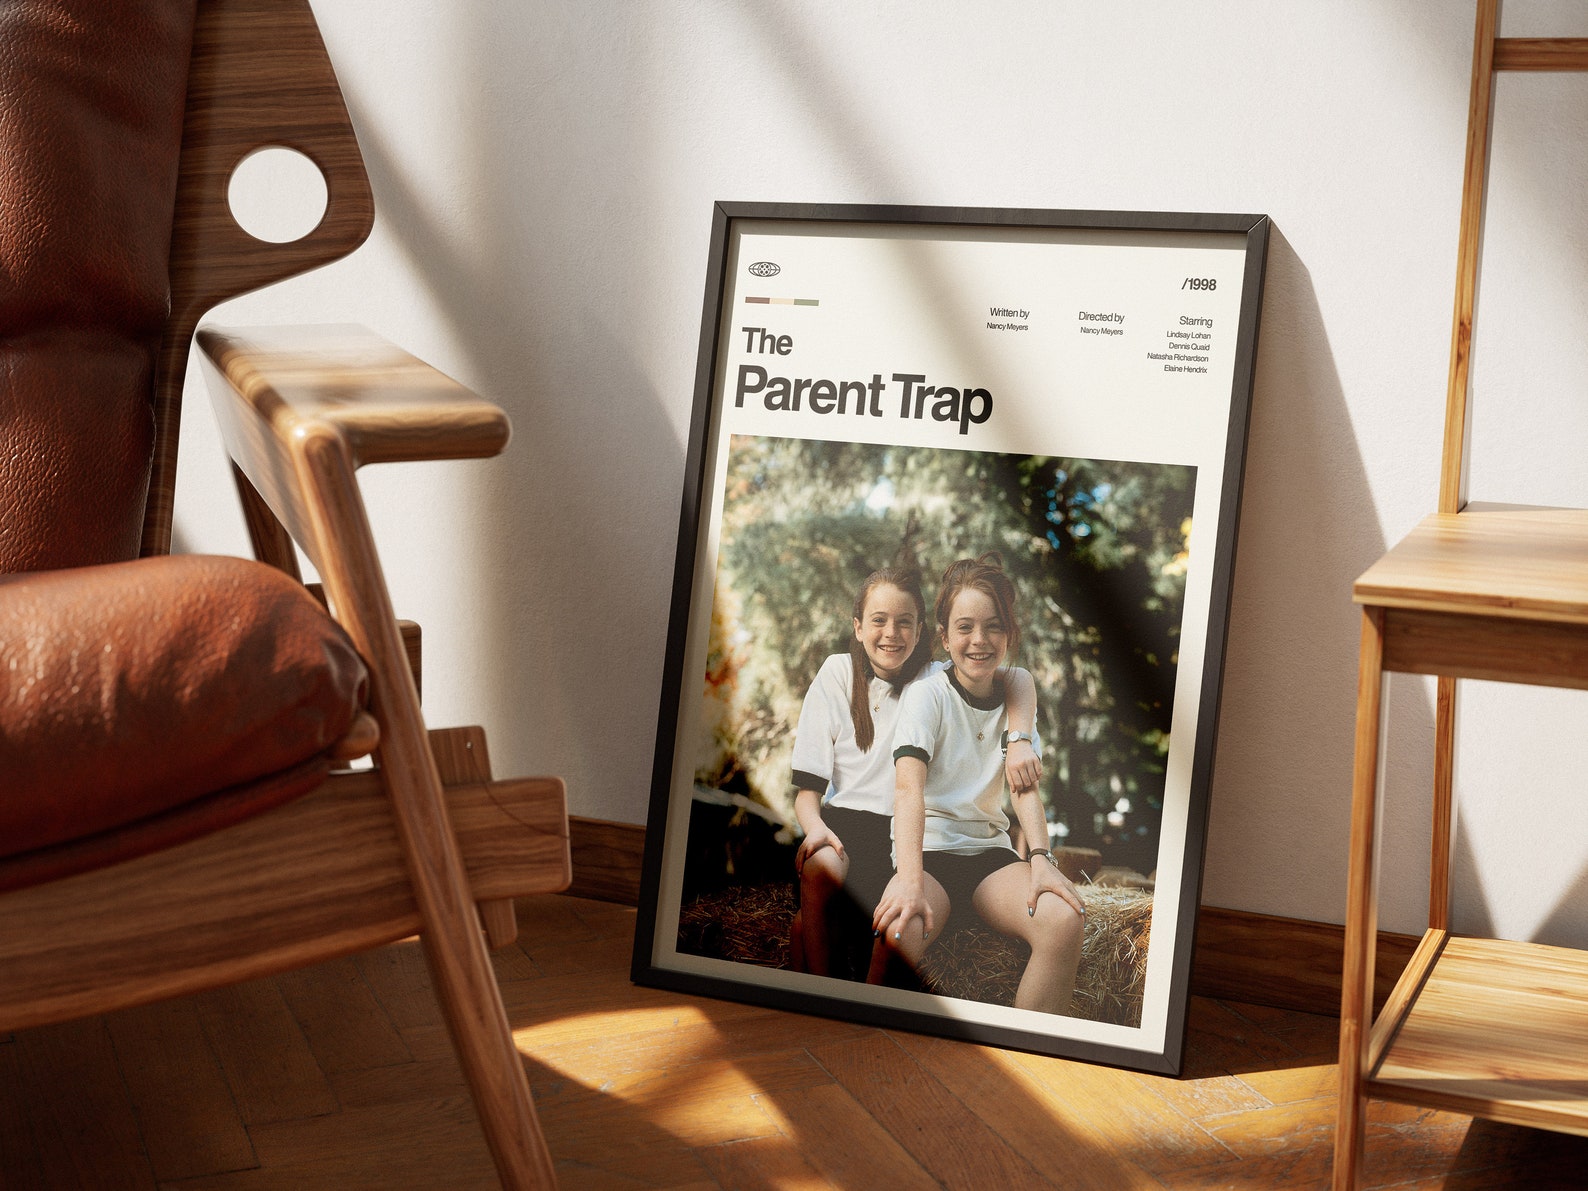 /1998
Written by
Nancy Meyers
Directed by
Nancy Meyers
Starring
Lindsay Lohan
Dennis Quaid
Natasha Richardson
Elaine Hendrix
The
Parent Trap